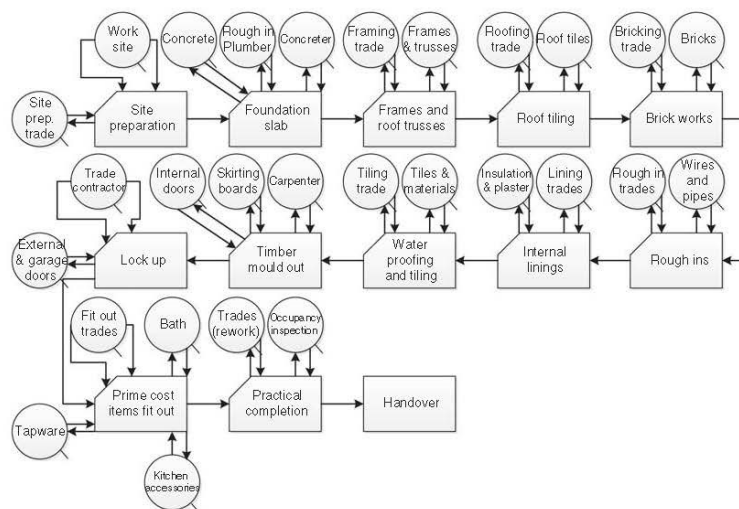 Work
site
Concrete
Rough in
Plumber
Concreter
Framing
trade
Frames
& trusses
Roofing
trade
Roof tiles
Bricking
trade
Bricks
Site
prep.
trade
Site
preparation
Foundation
slab
Frames and
roof trusses
Roof tiling
Brick works
Trade
contractor
Internal
doors
Skirting
boards
Carpenter
Tiling
trade
Tiles &
materials
Insulation
& plaster
Lining
trades
Rough in
trades
Wires
and
pipes
External
& garage
doors
Lock up
Timber
mould out
Water
proofing
and tiling
Internal
linings
Rough ins
Fit out
trades
Bath
Trades
(rework)
Occupancy
inspection
Prime cost
items fit out
Practical
completion
Handover
Tapware
Kitchen
accessories